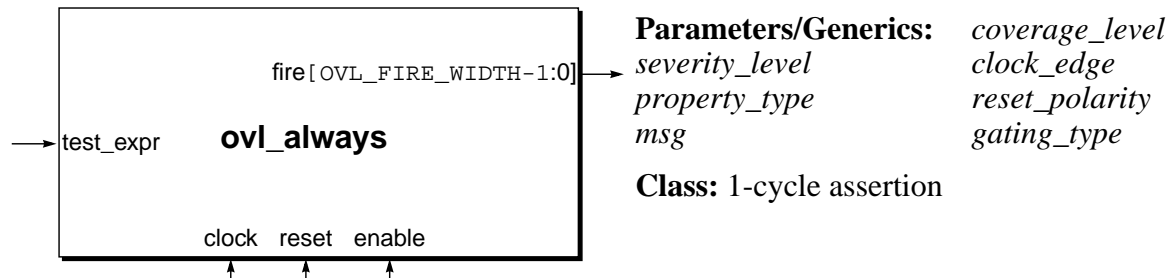 fire[OVL_FIRE_WIDTH-1:0]
test_expr
ovl_always
clock reset enable
Parameters/Generics: coverage_level
severity_level clock_edge
property_type reset_polarity
msg gating_type
Class: 1-cycle assertion